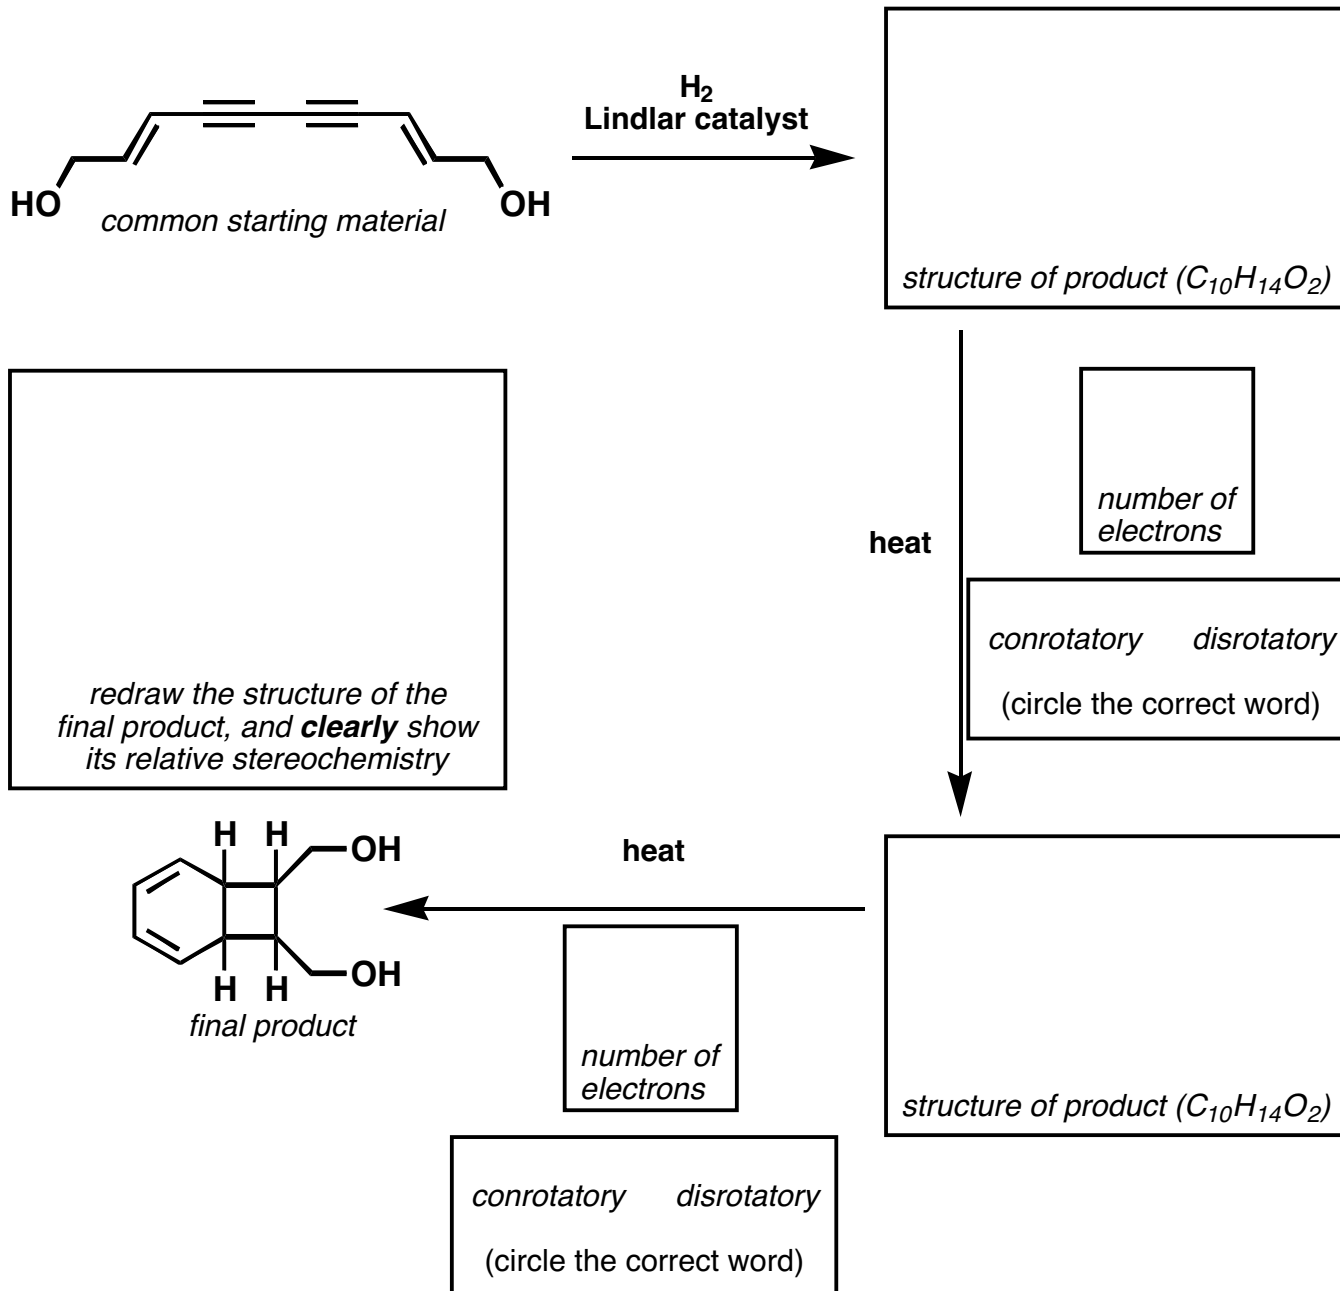 H2
Lindlar catalyst
HO
OH
common starting material
structure of product (C10H14O2)
number of
electrons
heat
conrotatory disrotatory
(circle the correct word)
redraw the structure of the
final product, and clearly show
its relative stereochemistry
H H
OH
OH
H H
final product
heat
number of
electrons
structure of product (C10H14O2)
conrotatory disrotatory
(circle the correct word)